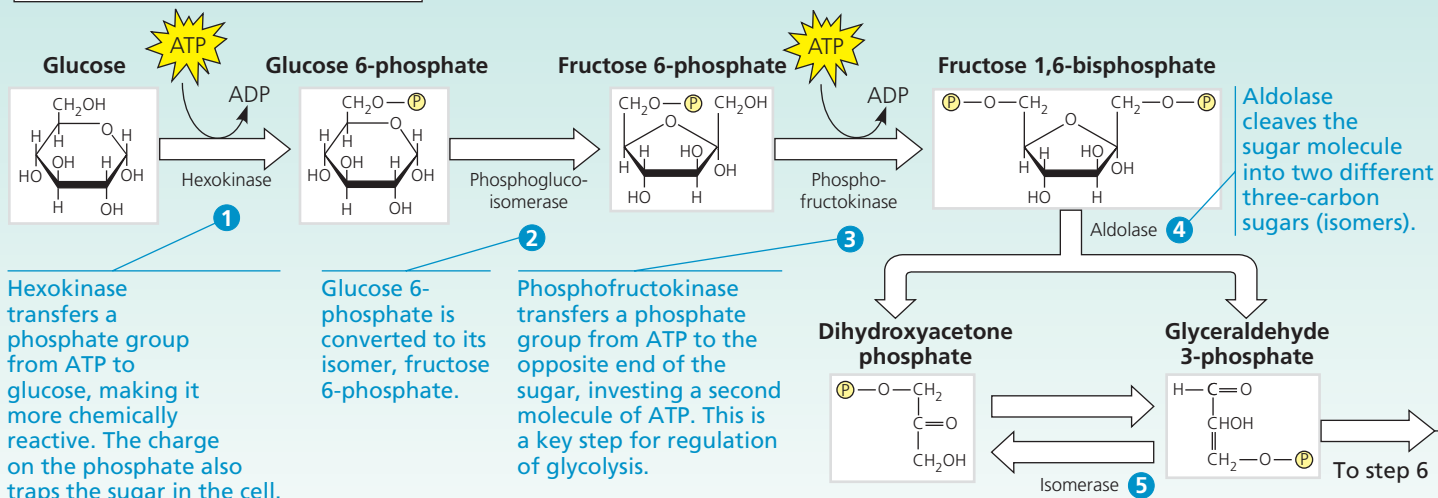 ATP
ATP
Glucose
Glucose 6-phosphate
Fructose 6-phosphate
Fructose 1,6-bisphosphate
ADP
ADP
CH₂OH
O
H
H
H
H
OH
HO
OH
H
OH
CH₂O—P
O
H
H
H
H
OH
HO
OH
H
OH
CH₂O—P
CH₂OH
O
H
HO
H
OH
HO
H
P—O—CH₂
CH₂—O—P
O
H
HO
H
OH
HO
H
Hexokinase
1
Phosphogluco-
isomerase
2
Phospho-
fructokinase
3
Aldolase 4
Aldolase
cleaves the
sugar molecule
into two different
three-carbon
sugars (isomers).
Hexokinase
transfers a
phosphate group
from ATP to
glucose, making it
more chemically
reactive. The charge
on the phosphate also
traps the sugar in the cell.
Glucose 6-
phosphate is
converted to its
isomer, fructose
6-phosphate.
Phosphofructokinase
transfers a phosphate
group from ATP to the
opposite end of the
sugar, investing a second
molecule of ATP. This is
a key step for regulation
of glycolysis.
Dihydroxyacetone
phosphate
P—O—CH₂
C=O
CH₂OH
Glyceraldehyde
3-phosphate
H—C=O
CHOH
CH₂—O—P
Isomerase 5
To step 6